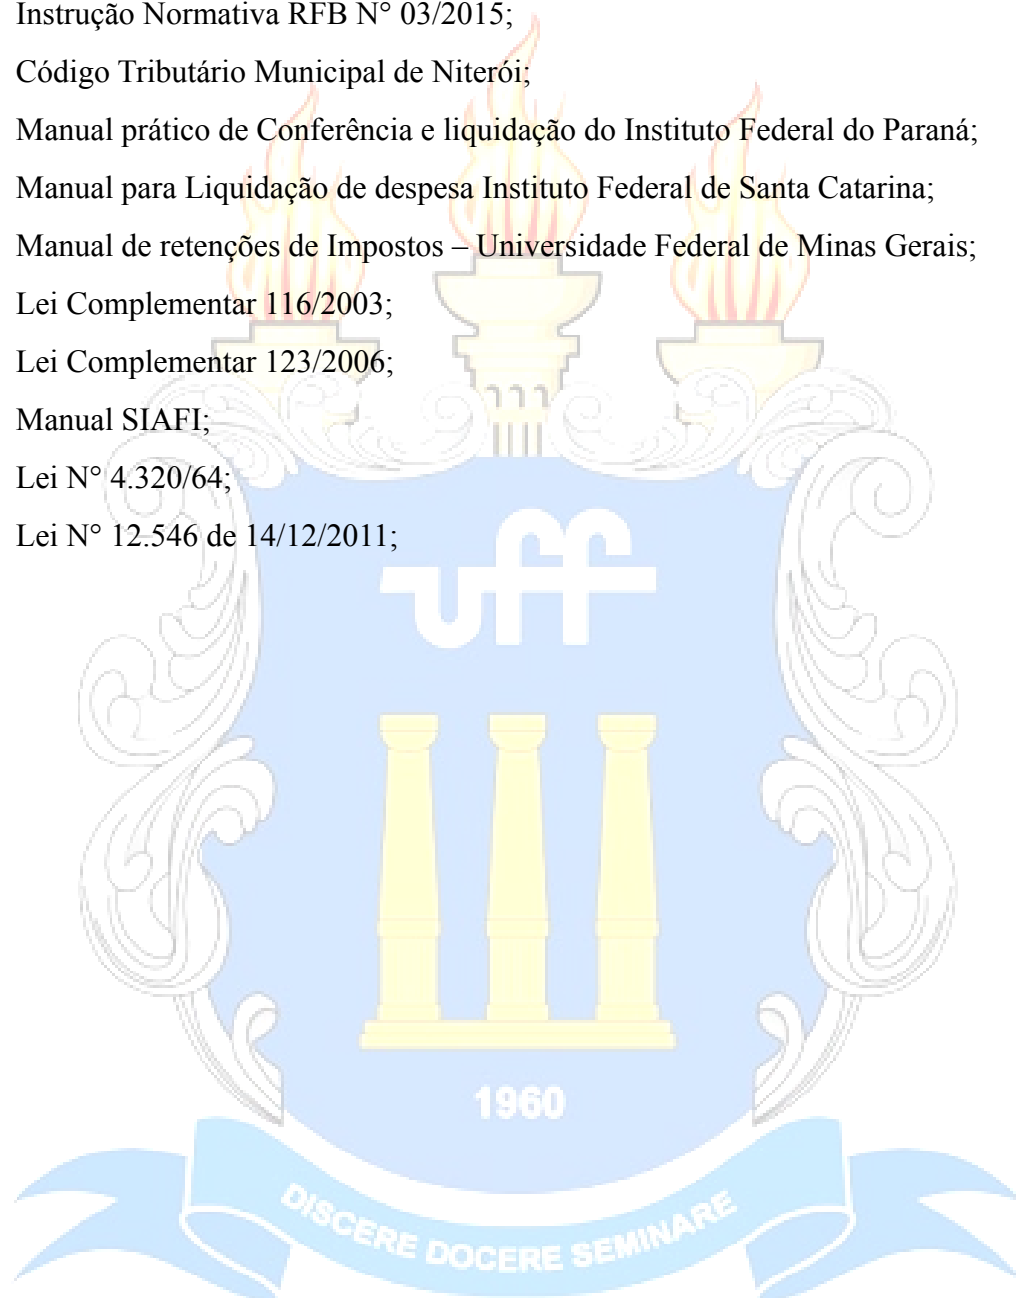 Instrução Normativa RFB N° 03/2015;
Código Tributário Municipal de Niterói;
Manual prático de Conferência e liquidação do Instituto Federal do Paraná;
Manual para Liquidação de despesa Instituto Federal de Santa Catarina;
Manual de retenções de Impostos – Universidade Federal de Minas Gerais;
Lei Complementar 116/2003;
Lei Complementar 123/2006;
Manual SIAFI;
Lei N° 4.320/64;
Lei N° 12.546 de 14/12/2011;
uff
1960
DISCERE DOCERE SEMINARE